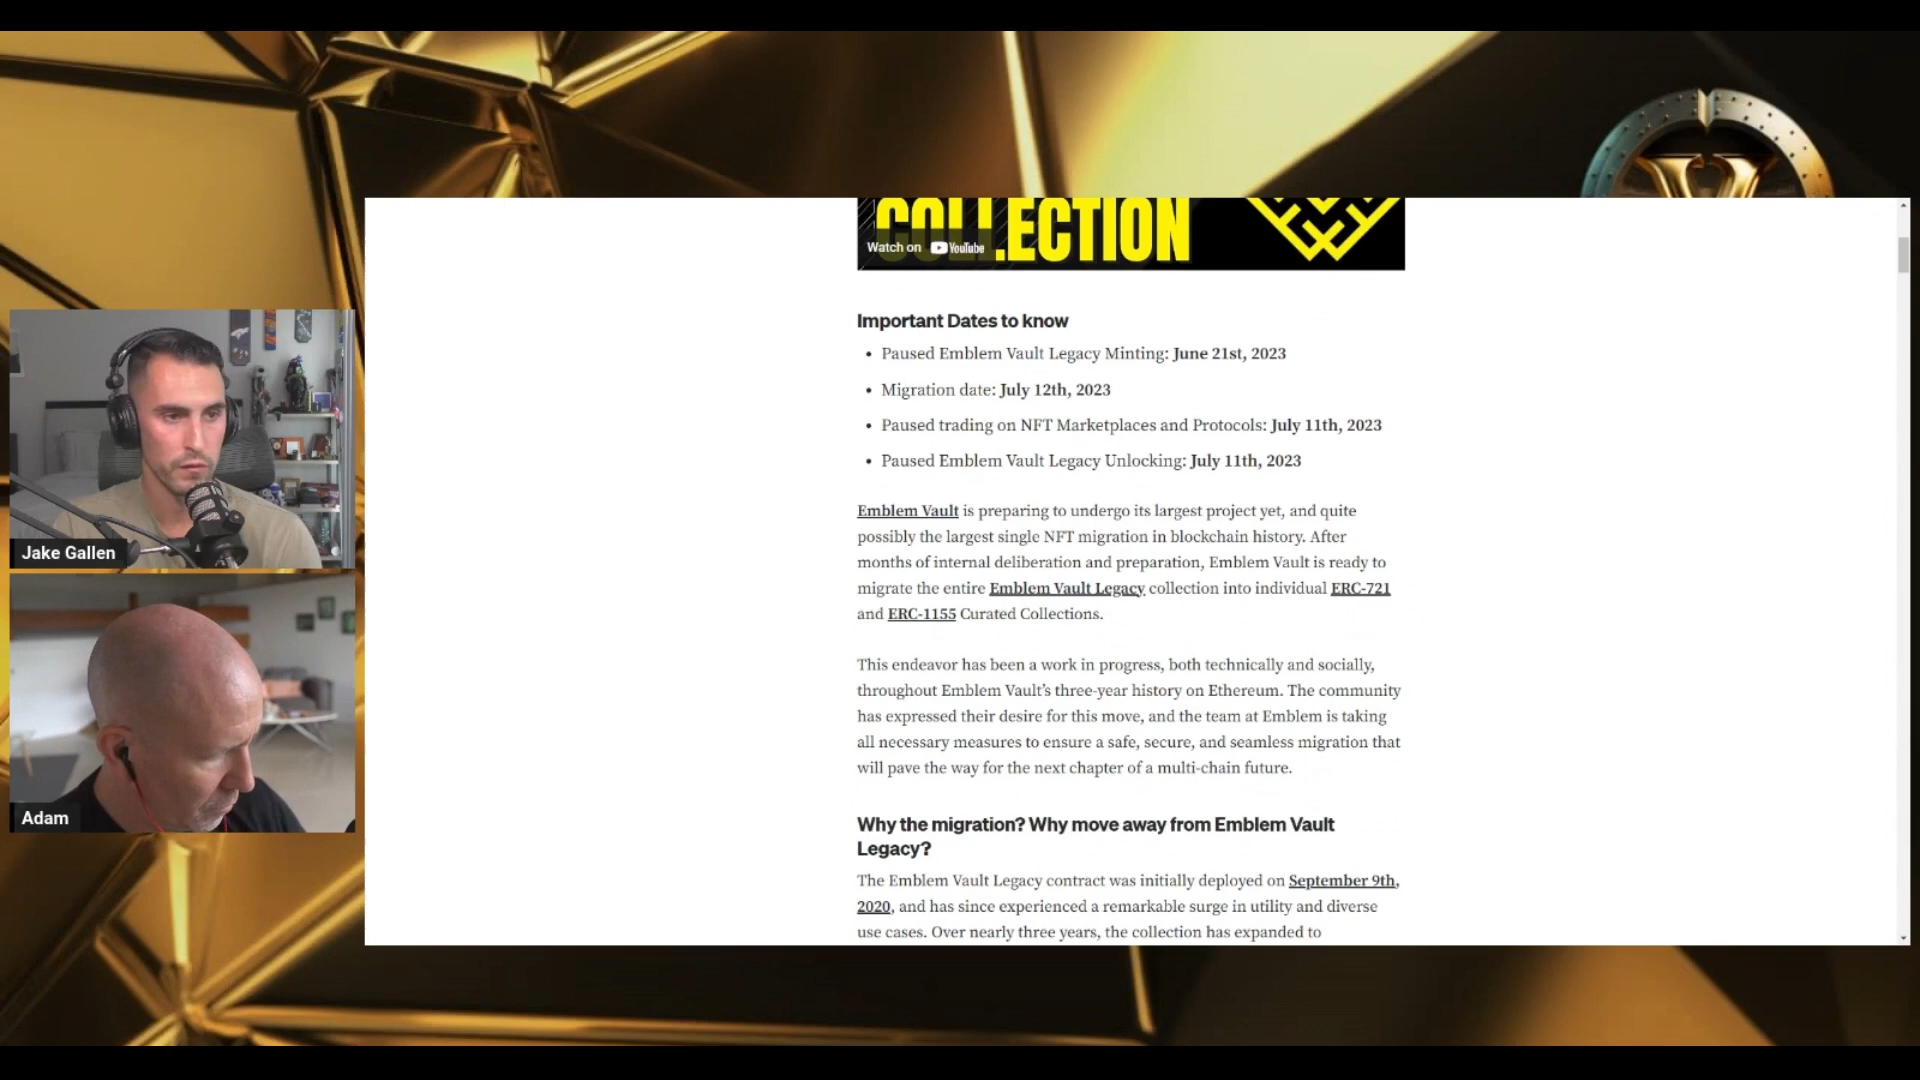 COLLECTION
Watch on YouTube
Important Dates to know
• Paused Emblem Vault Legacy Minting: June 21st, 2023
• Migration date: July 12th, 2023
• Paused trading on NFT Marketplaces and Protocols: July 11th, 2023
• Paused Emblem Vault Legacy Unlocking: July 11th, 2023
Emblem Vault is preparing to undergo its largest project yet, and quite
possibly the largest single NFT migration in blockchain history. After
months of internal deliberation and preparation, Emblem Vault is ready to
migrate the entire Emblem Vault Legacy collection into individual ERC-721
and ERC-1155 Curated Collections.
This endeavor has been a work in progress, both technically and socially,
throughout Emblem Vault’s three-year history on Ethereum. The community
has expressed their desire for this move, and the team at Emblem is taking
all necessary measures to ensure a safe, secure, and seamless migration that
will pave the way for the next chapter of a multi-chain future.
Why the migration? Why move away from Emblem Vault
Legacy?
The Emblem Vault Legacy contract was initially deployed on September 9th,
2020, and has since experienced a remarkable surge in utility and diverse
use cases. Over nearly three years, the collection has expanded to
Jake Gallen
Adam